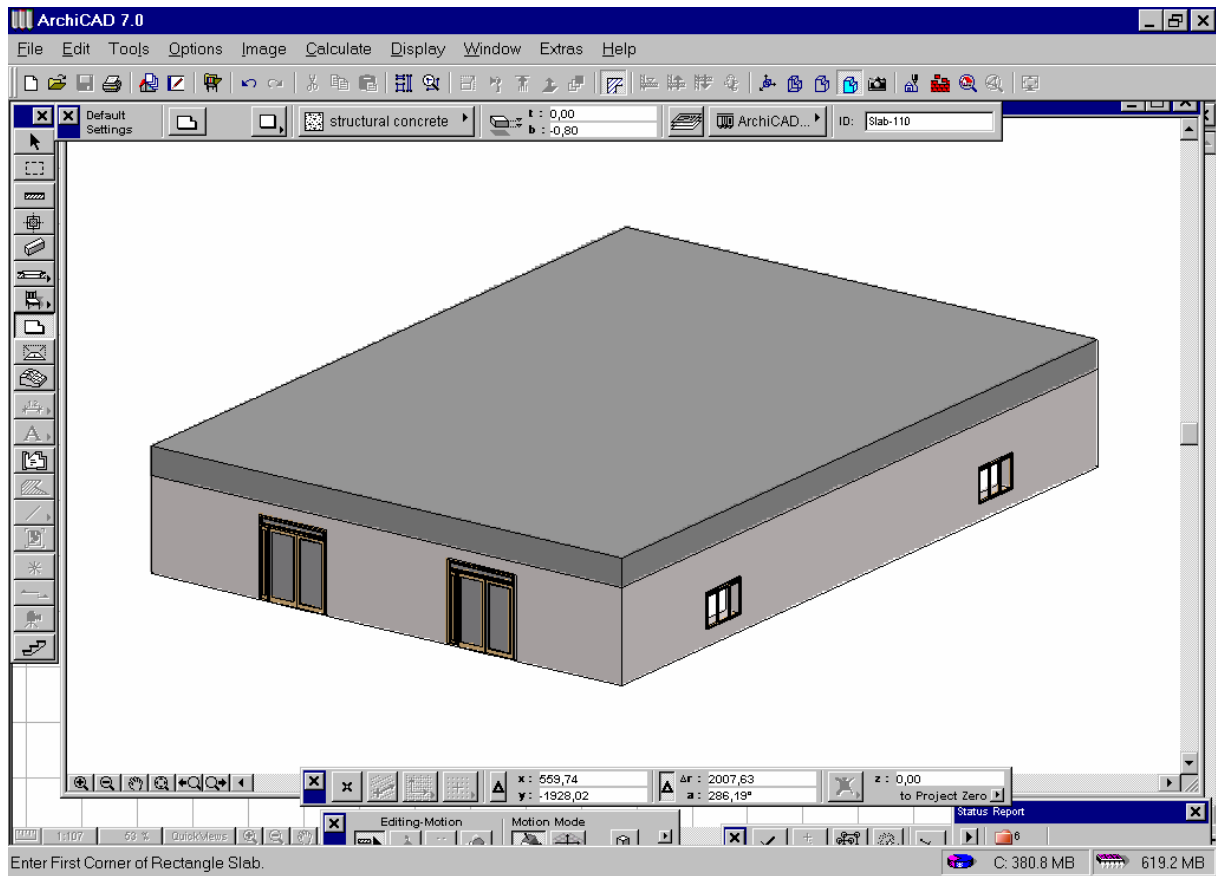 ArchiCAD 7.0
File Edit Tools Options Image Calculate Display Window Extras Help
Default Settings
structural concrete
t : 0,00
b : -0,80
ArchiCAD...
ID: Slab-110
1.2
A
x : 559,74
y : -1928,02
Δr : 2007,63
a : 286,19°
z : 0,00
to Project Zero
Editing-Motion
Motion Mode
Status Report
1:107
53 %
QuickViews
6
Enter First Corner of Rectangle Slab.
C: 380.8 MB
619.2 MB